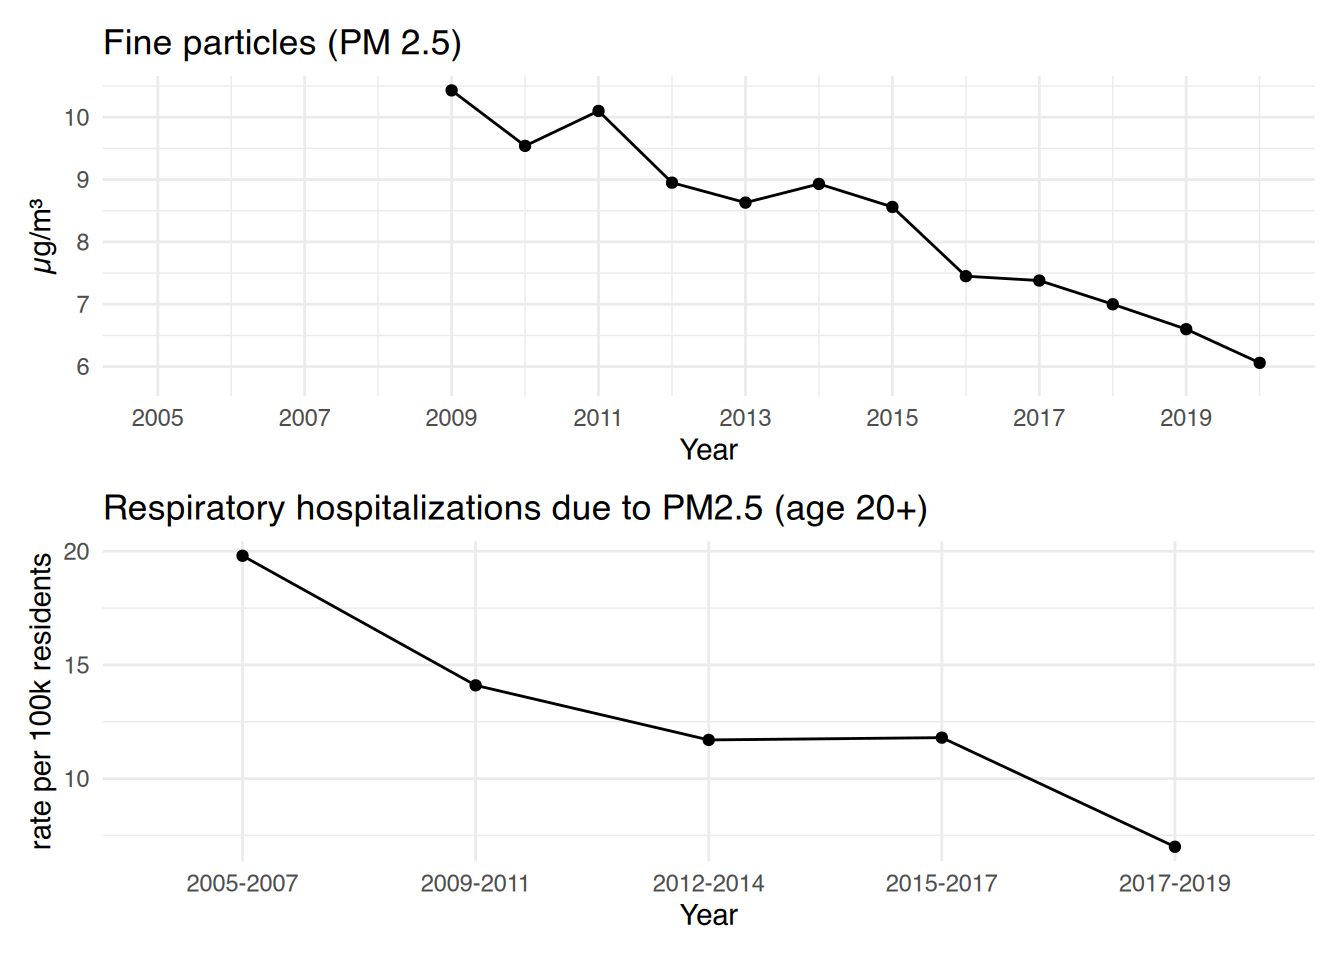 Fine particles (PM 2.5)
10
9
8
7
6
µg/m³
2005 2007 2009 2011 2013 2015 2017 2019
Year
Respiratory hospitalizations due to PM2.5 (age 20+)
20
15
10
rate per 100k residents
2005-2007 2009-2011 2012-2014 2015-2017 2017-2019
Year